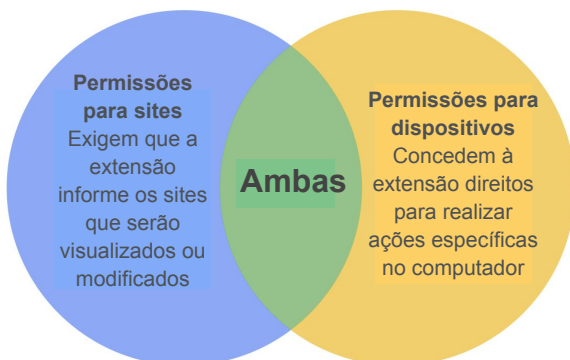 Permissões
para sites
Exigem que a
extensão
informe os sites
que serão
visualizados ou
modificados
Ambas
Permissões para
dispositivos
Concedem à
extensão direitos
para realizar
ações específicas
no computador